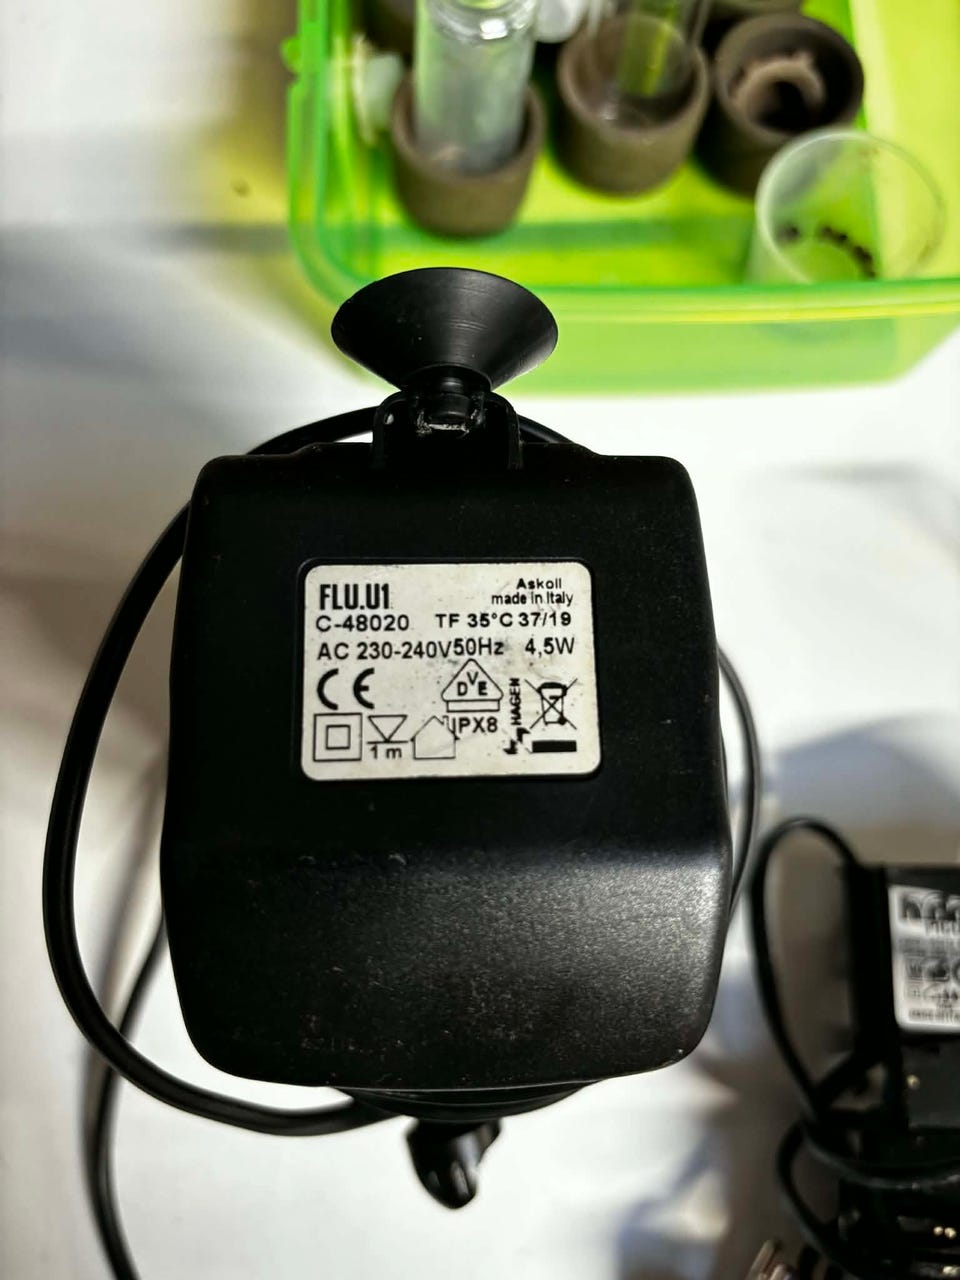 FLU.U1
Askoll
made in Italy
C-48020 TF 35°C 37/19
AC 230-240V50Hz 4,5W
CE
DVE
HAGEN
IPX8
1 m